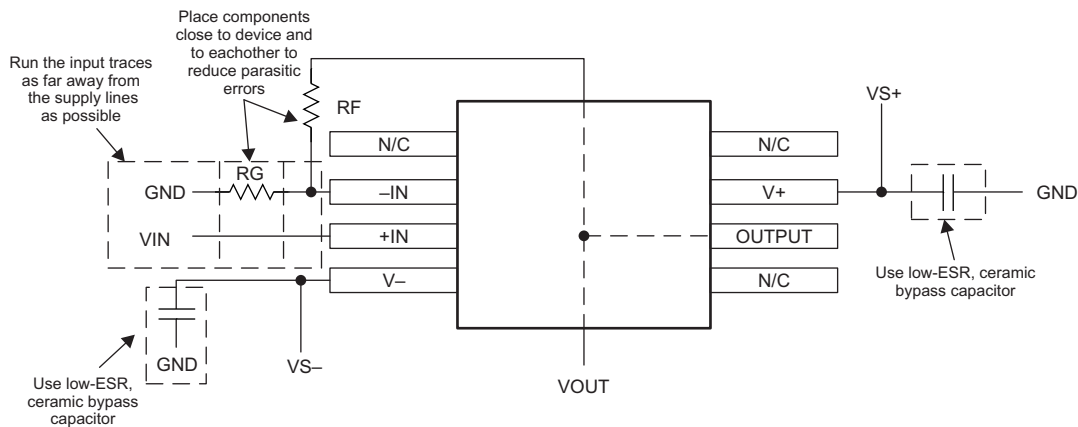 Place components
close to device and
to eachother to
reduce parasitic
errors
Run the input traces
as far away from
the supply lines
as possible
RF
VS+
N/C
N/C
RG
GND
–IN
V+
GND
VIN
+IN
OUTPUT
V–
N/C
Use low-ESR, ceramic
bypass capacitor
GND
VS–
VOUT
Use low-ESR,
ceramic bypass
capacitor